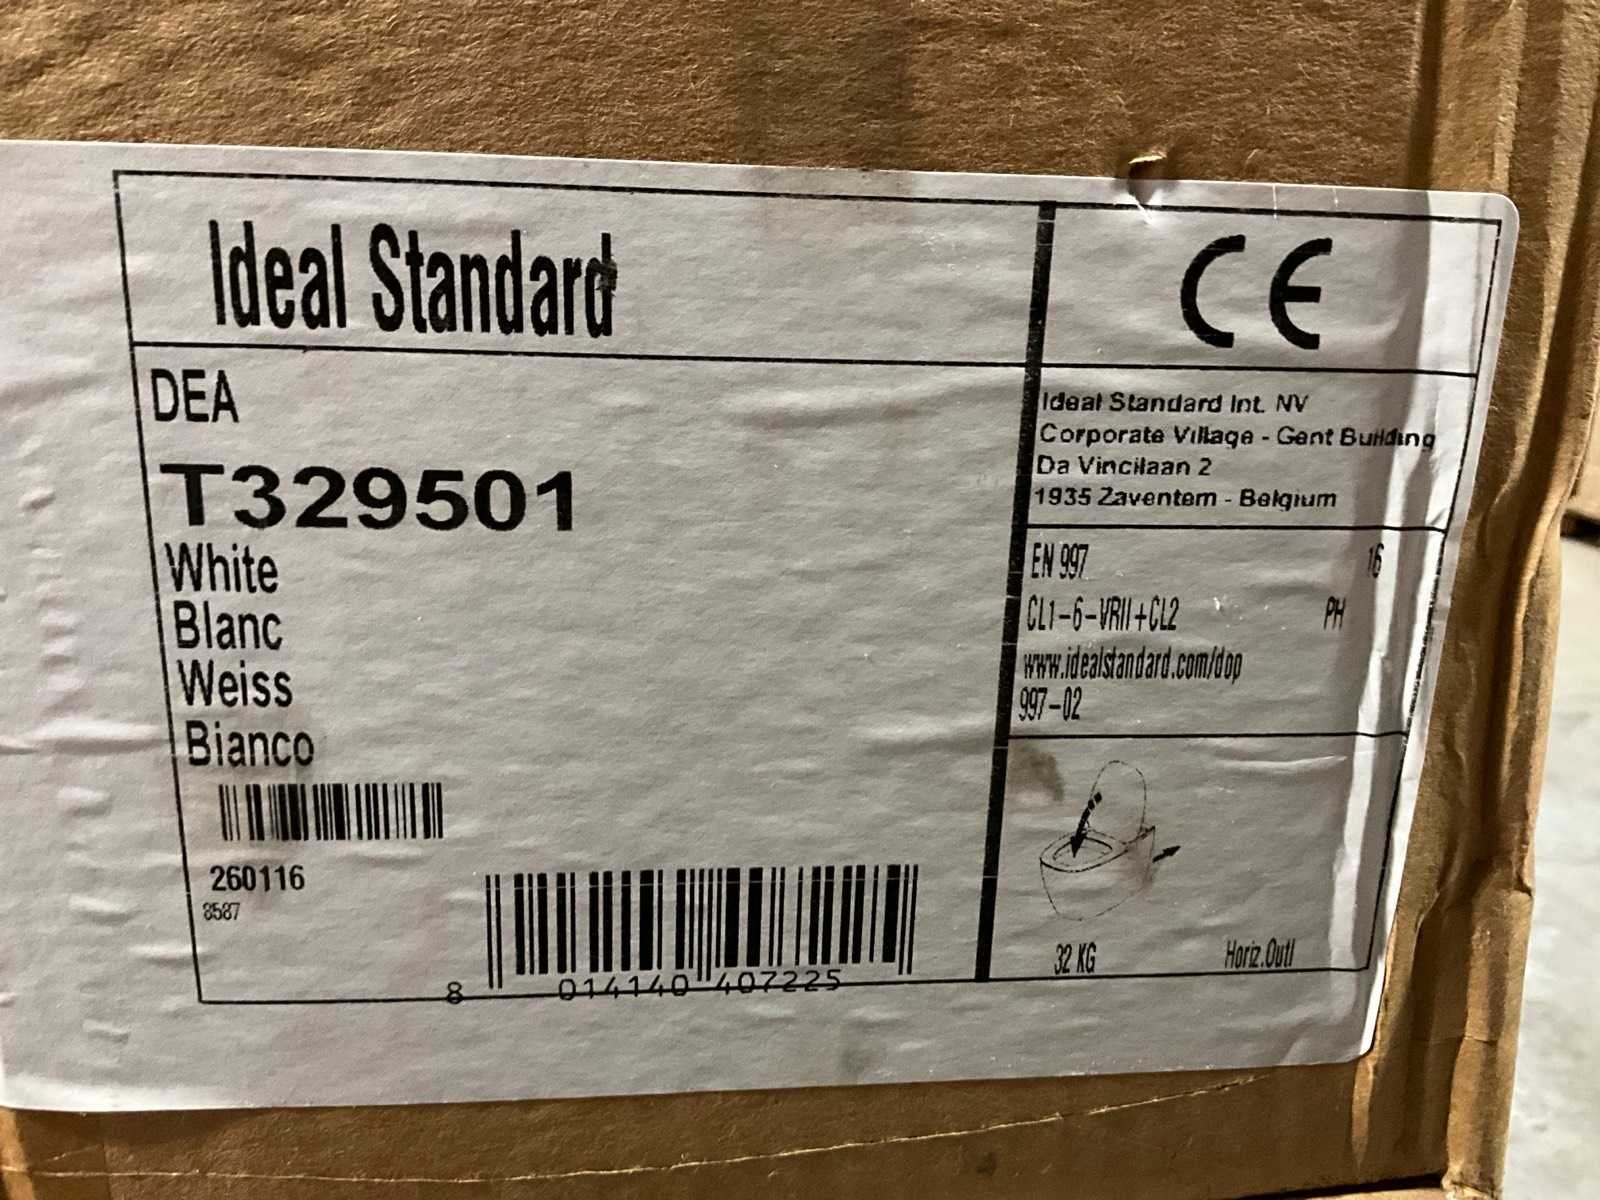 Ideal Standard
CE
DEA
T329501
White
Blanc
Weiss
Bianco
260116
8587
8 014140 407225
Ideal Standard Int. NV
Corporate Village - Gent Building
Da Vincilaan 2
1935 Zaventem - Belgium
EN 997 16
CL1-6-VRII+CL2 PH
www.idealstandard.com/dop
997-02
32 KG Horiz.Outl